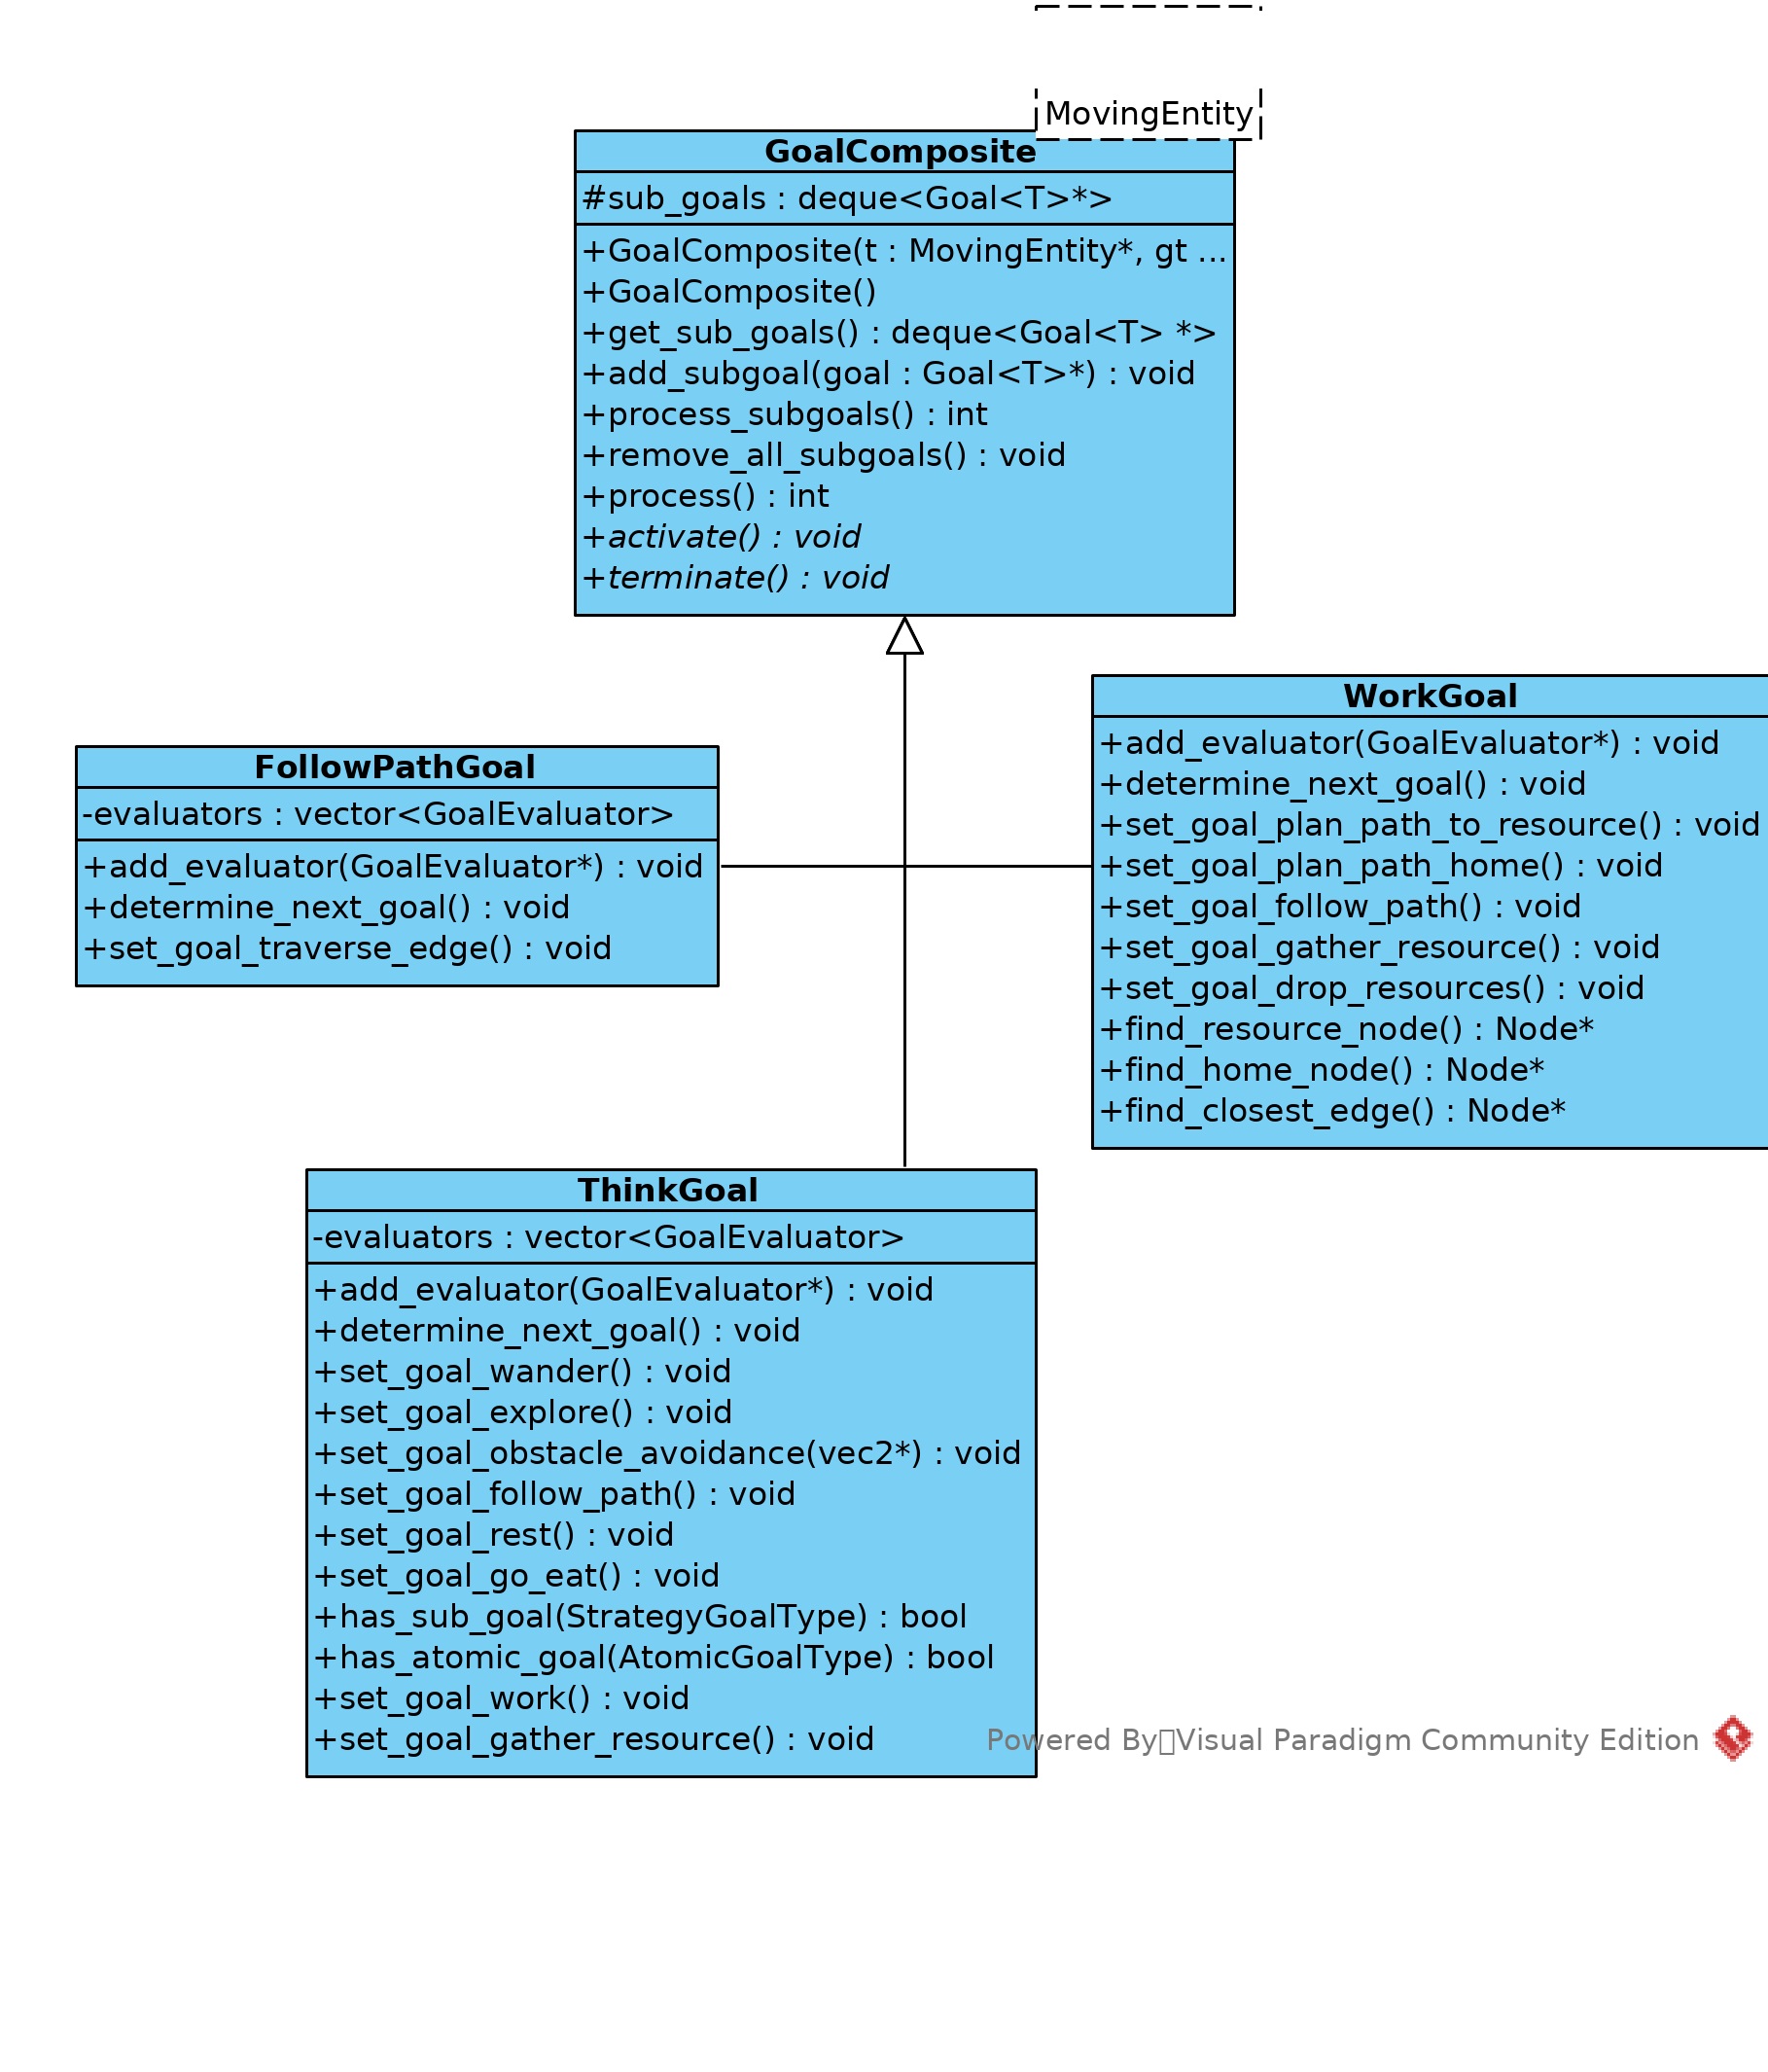 MovingEntity
GoalComposite
#sub_goals : deque<Goal<T>*>
+GoalComposite(t : MovingEntity*, gt ...
+GoalComposite()
+get_sub_goals() : deque<Goal<T> *>
+add_subgoal(goal : Goal<T>*) : void
+process_subgoals() : int
+remove_all_subgoals() : void
+process() : int
+activate() : void
+terminate() : void
FollowPathGoal
-evaluators : vector<GoalEvaluator>
+add_evaluator(GoalEvaluator*) : void
+determine_next_goal() : void
+set_goal_traverse_edge() : void
WorkGoal
+add_evaluator(GoalEvaluator*) : void
+determine_next_goal() : void
+set_goal_plan_path_to_resource() : void
+set_goal_plan_path_home() : void
+set_goal_follow_path() : void
+set_goal_gather_resource() : void
+set_goal_drop_resources() : void
+find_resource_node() : Node*
+find_home_node() : Node*
+find_closest_edge() : Node*
ThinkGoal
-evaluators : vector<GoalEvaluator>
+add_evaluator(GoalEvaluator*) : void
+determine_next_goal() : void
+set_goal_wander() : void
+set_goal_explore() : void
+set_goal_obstacle_avoidance(vec2*) : void
+set_goal_follow_path() : void
+set_goal_rest() : void
+set_goal_go_eat() : void
+has_sub_goal(StrategyGoalType) : bool
+has_atomic_goal(AtomicGoalType) : bool
+set_goal_work() : void
+set_goal_gather_resource() : void
Powered By Visual Paradigm Community Edition